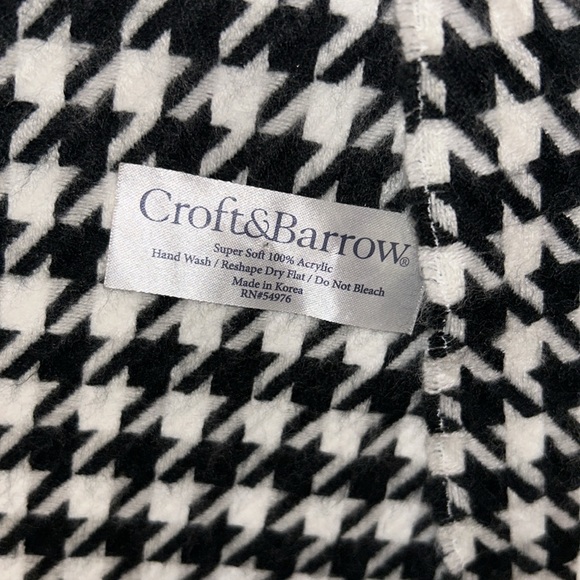 Croft&Barrow®
Super Soft 100% Acrylic
Hand Wash / Reshape Dry Flat / Do Not Bleach
Made in Korea
RN#54976